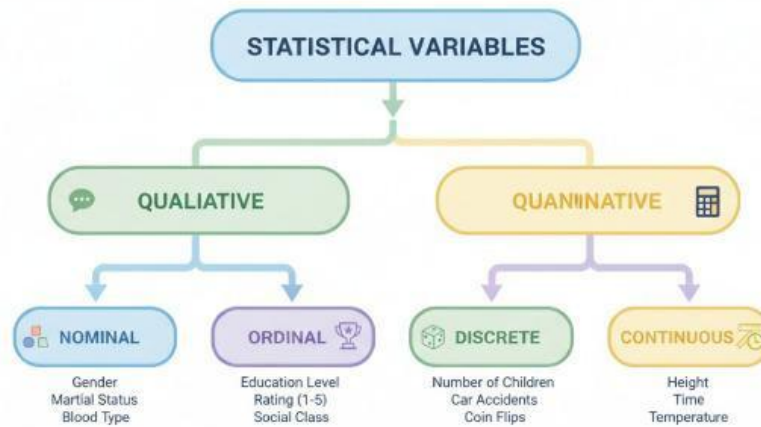 STATISTICAL VARIABLES
QUALIATIVE
QUANINATIVE
NOMINAL
ORDINAL
DISCRETE
CONTINUOUS
Gender
Martial Status
Blood Type
Education Level
Rating (1-5)
Social Class
Number of Children
Car Accidents
Coin Flips
Height
Time
Temperature